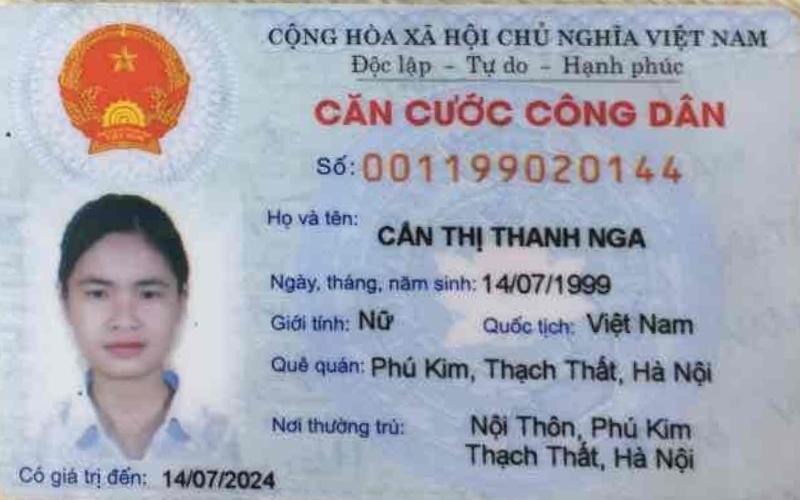 CỘNG HÒA XÃ HỘI CHỦ NGHĨA VIỆT NAM
Độc lập - Tự do - Hạnh phúc
CĂN CƯỚC CÔNG DÂN
Số: 001199020144
Họ và tên:
CẤN THỊ THANH NGA
Ngày, tháng, năm sinh: 14/07/1999
Giới tính: Nữ Quốc tịch: Việt Nam
Quê quán: Phú Kim, Thạch Thất, Hà Nội
Nơi thường trú: Nội Thôn, Phú Kim
Thạch Thất, Hà Nội
Có giá trị đến: 14/07/2024